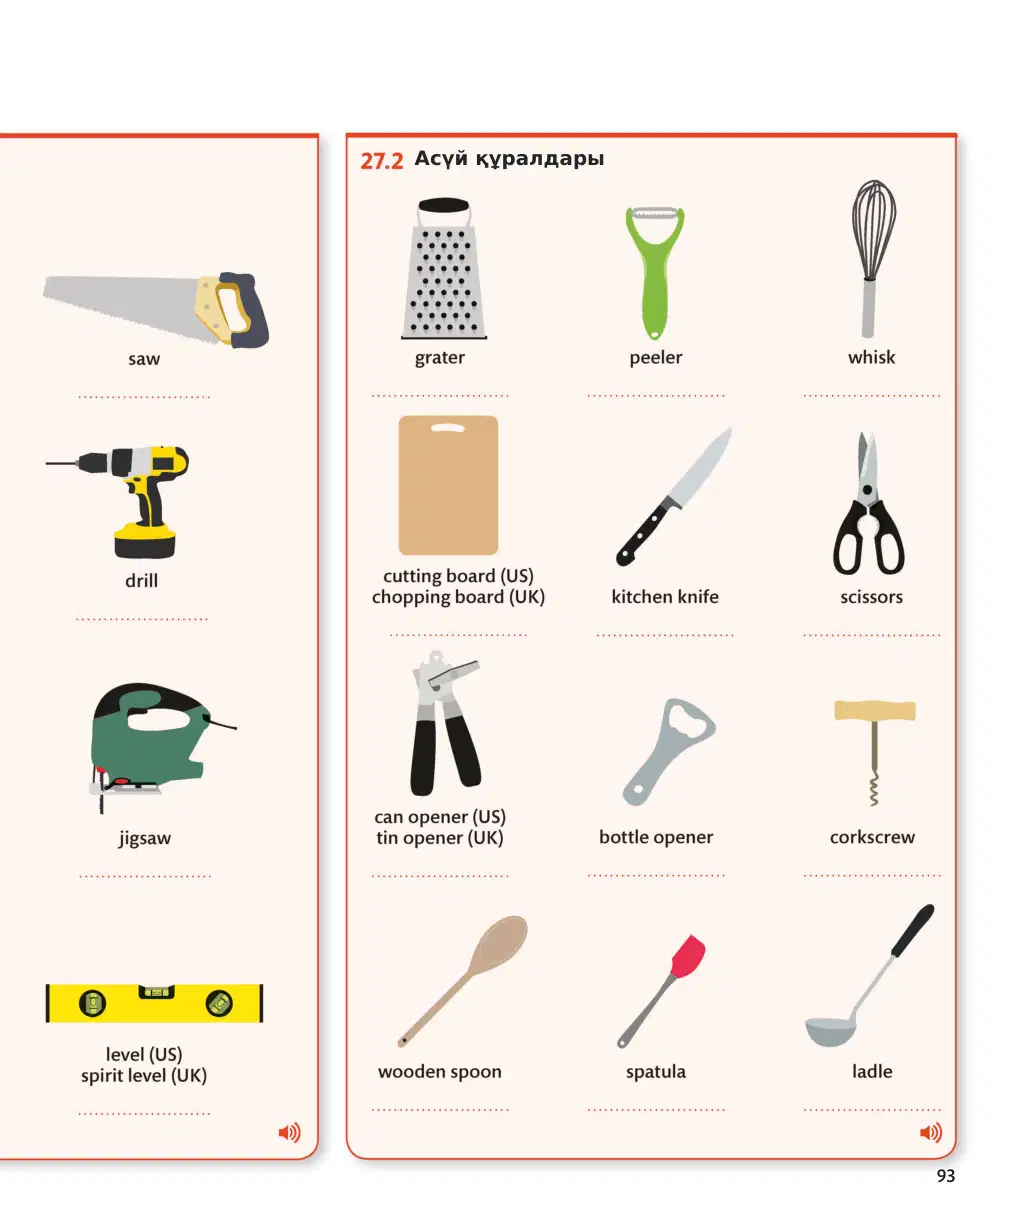 saw
drill
jigsaw
level (US)
spirit level (UK)
27.2 Асүй құралдары
grater
peeler
whisk
cutting board (US)
chopping board (UK)
kitchen knife
scissors
can opener (US)
tin opener (UK)
bottle opener
corkscrew
wooden spoon
spatula
ladle
93